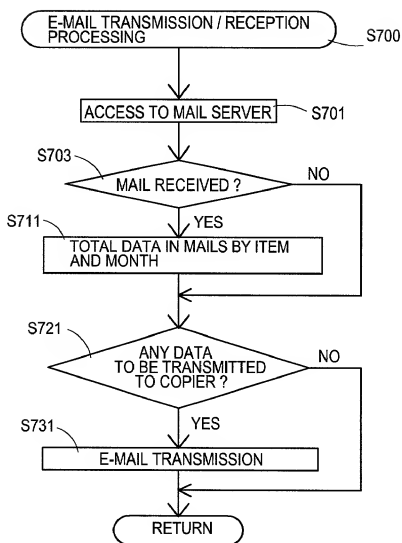 E-MAIL TRANSMISSION / RECEPTION
PROCESSING
S700
ACCESS TO MAIL SERVER
S701
S703
MAIL RECEIVED ?
NO
YES
S711
TOTAL DATA IN MAILS BY ITEM
AND MONTH
S721
ANY DATA
TO BE TRANSMITTED
TO COPIER ?
NO
YES
S731
E-MAIL TRANSMISSION
RETURN